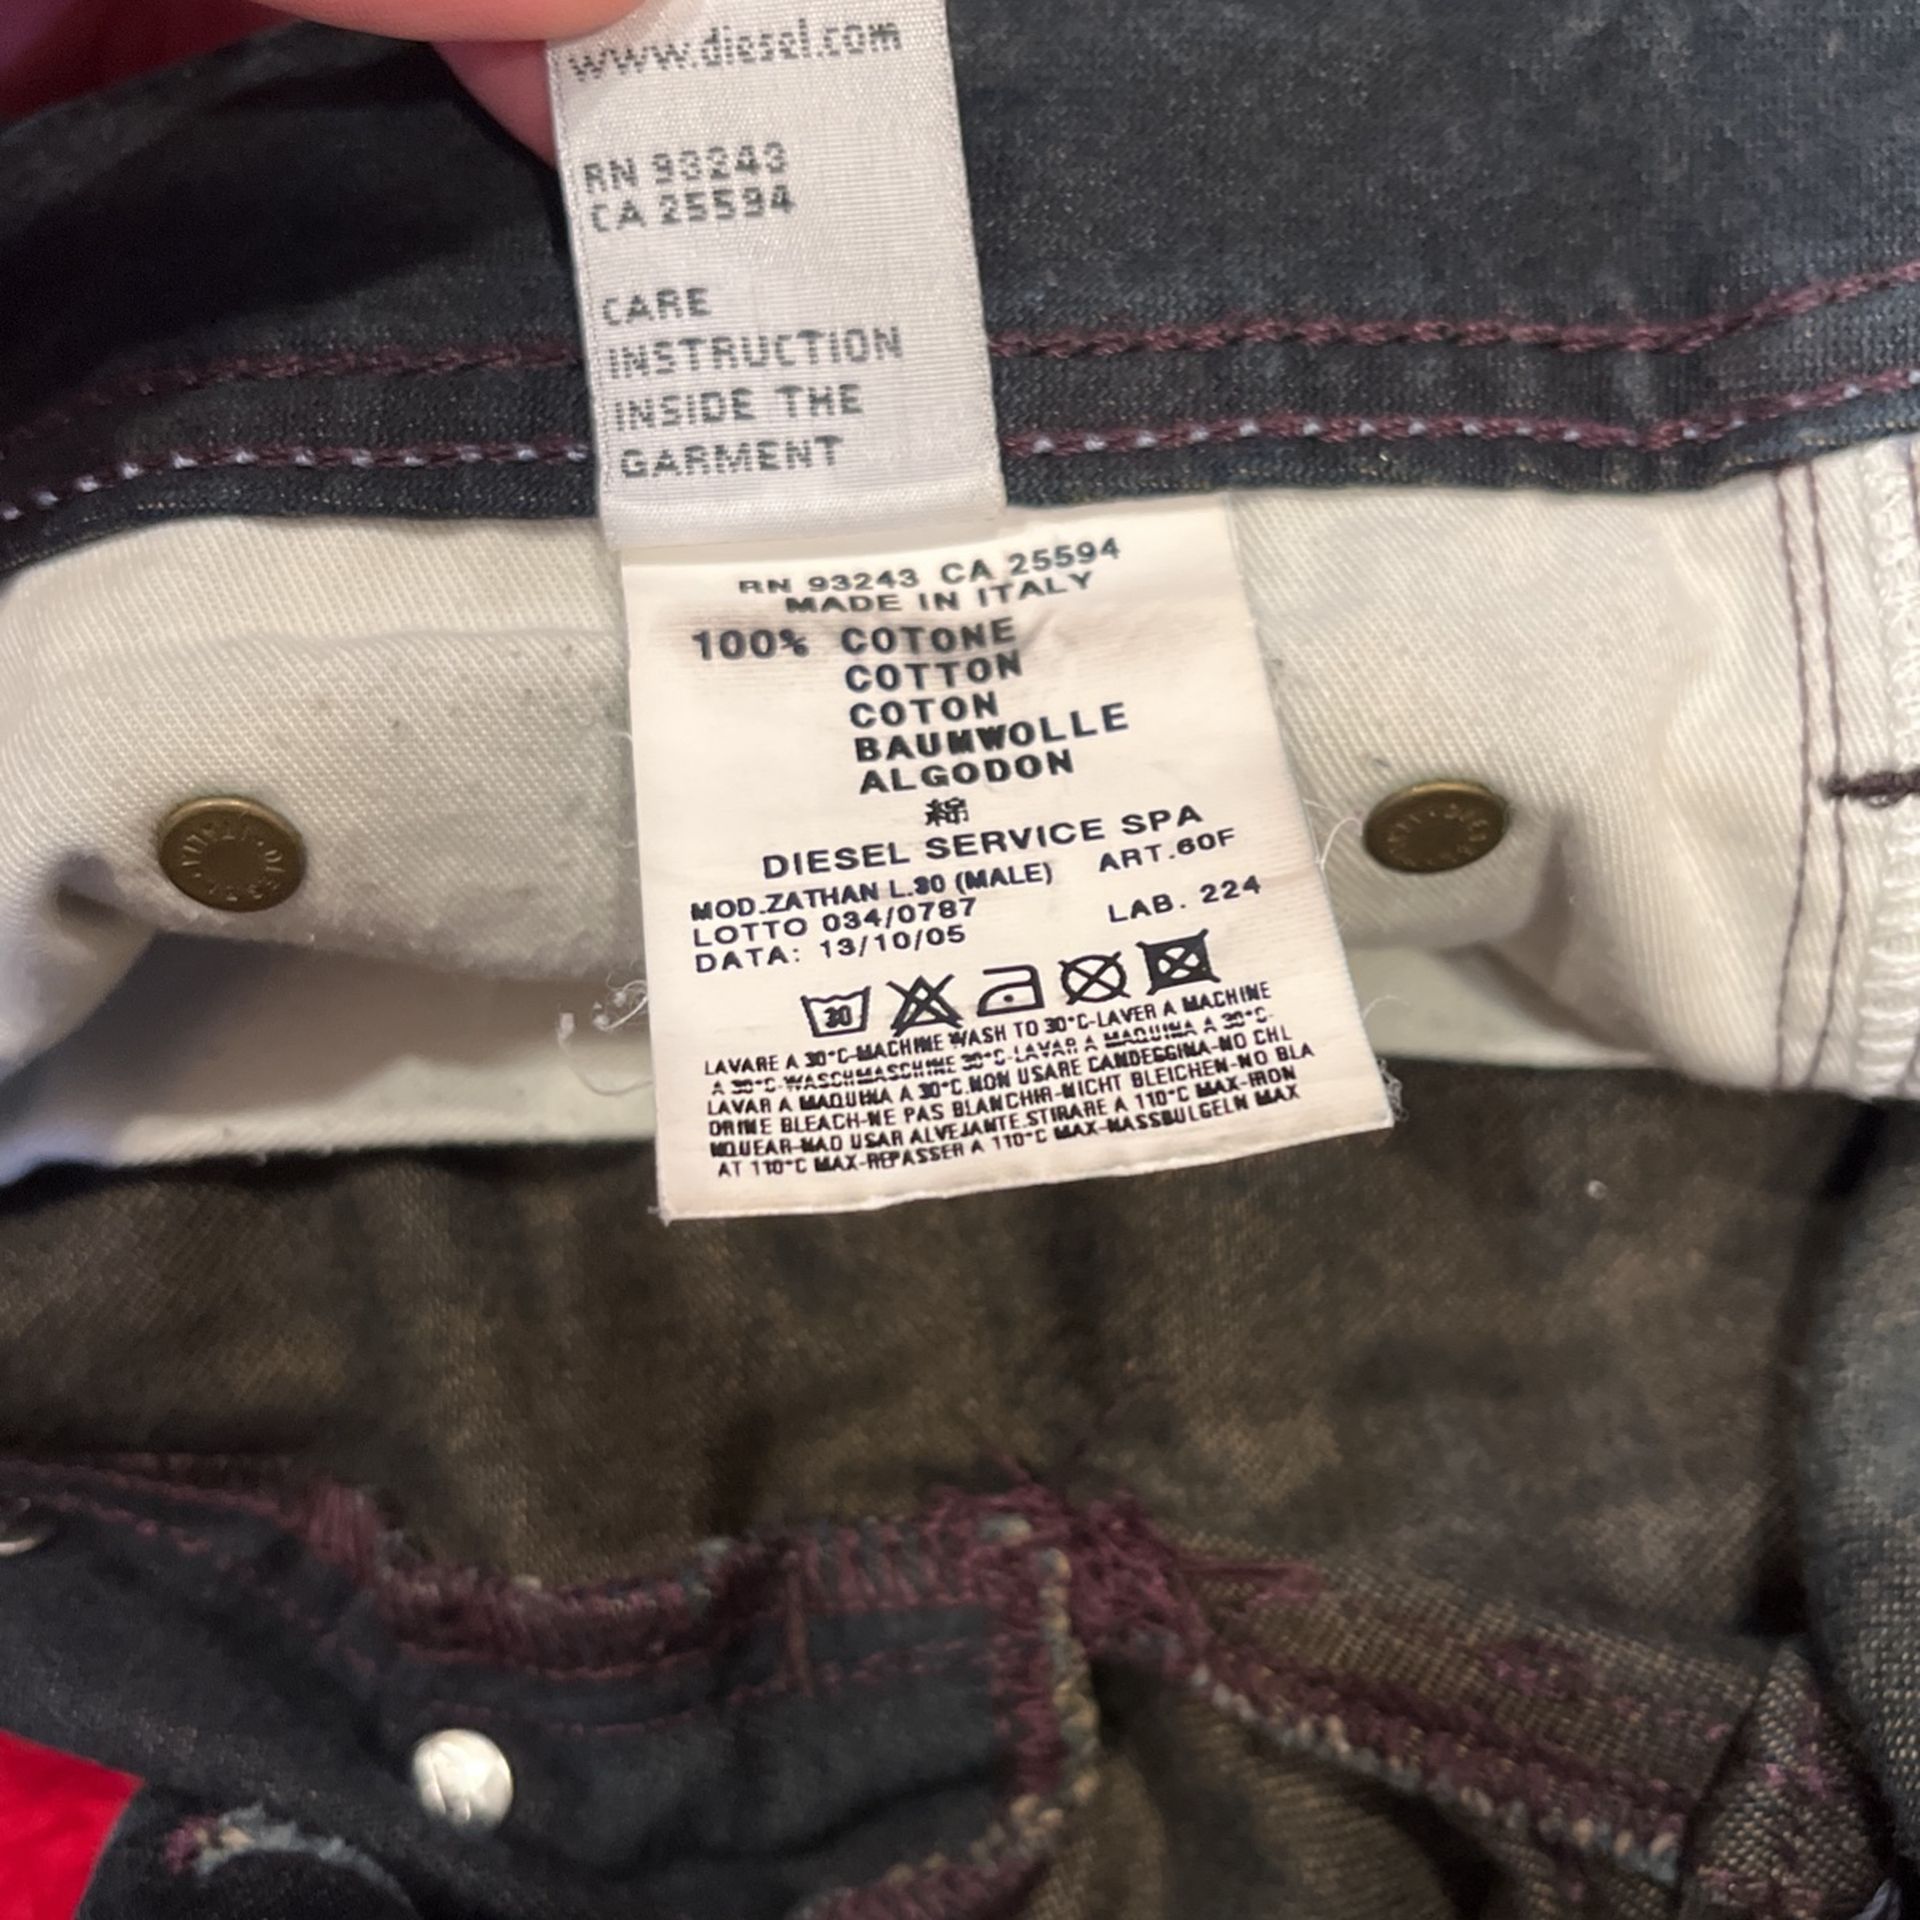 www.diesel.com
RN 93243
CA 25594
CARE
INSTRUCTION
INSIDE THE
GARMENT
RN 93243 CA 25594
MADE IN ITALY
100% COTONE
COTTON
COTON
BAUMWOLLE
ALGODON
綿
DIESEL SERVICE SPA
MOD.ZATHAN L.30 (MALE) ART.60F
LOTTO 034/0787 LAB. 224
DATA: 13/10/05
30
LAVARE A 30°C-MACHINE WASH TO 30°C-LAVER A MACHINE
A 30°C-WASCHMASCHINE 30°C-LAVAR A MAQUINA A 30°C-
LAVAR A MAQUINA A 30°C.NON USARE CANDEGGINA-NO CHL
ORINE BLEACH-NE PAS BLANCHIR-NICHT BLEICHEN-NO BLA
NQUEAR-NAO USAR ALVEJANTE.STIRARE A 110°C MAX-IRON
AT 110°C MAX-REPASSER A 110°C MAX-MASSBULGELN MAX